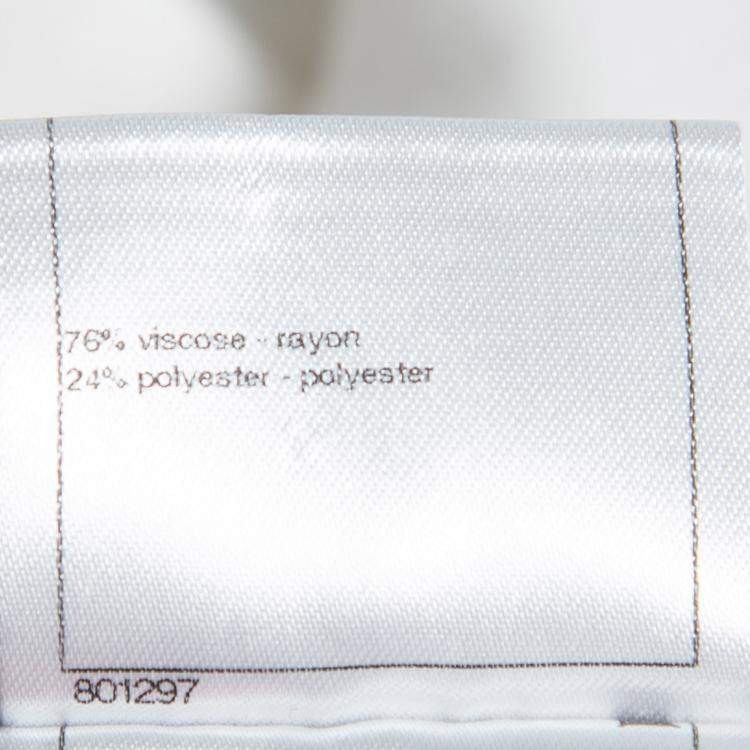 76% viscose - rayon
24% polyester - polyester
801297